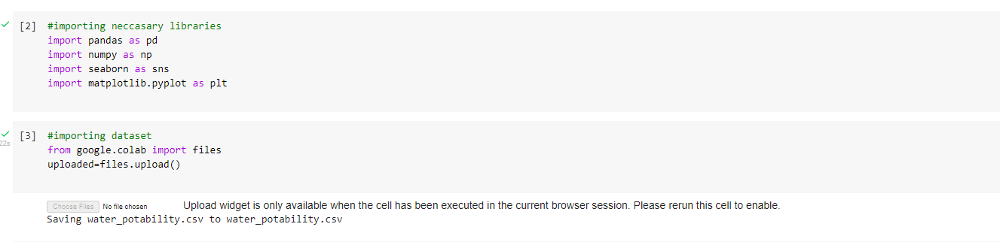 [2] #importing neccasary libraries
import pandas as pd
import numpy as np
import seaborn as sns
import matplotlib.pyplot as plt
[3] #importing dataset
22s from google.colab import files
uploaded=files.upload()
Choose Files No file chosen Upload widget is only available when the cell has been executed in the current browser session. Please rerun this cell to enable.
Saving water_potability.csv to water_potability.csv